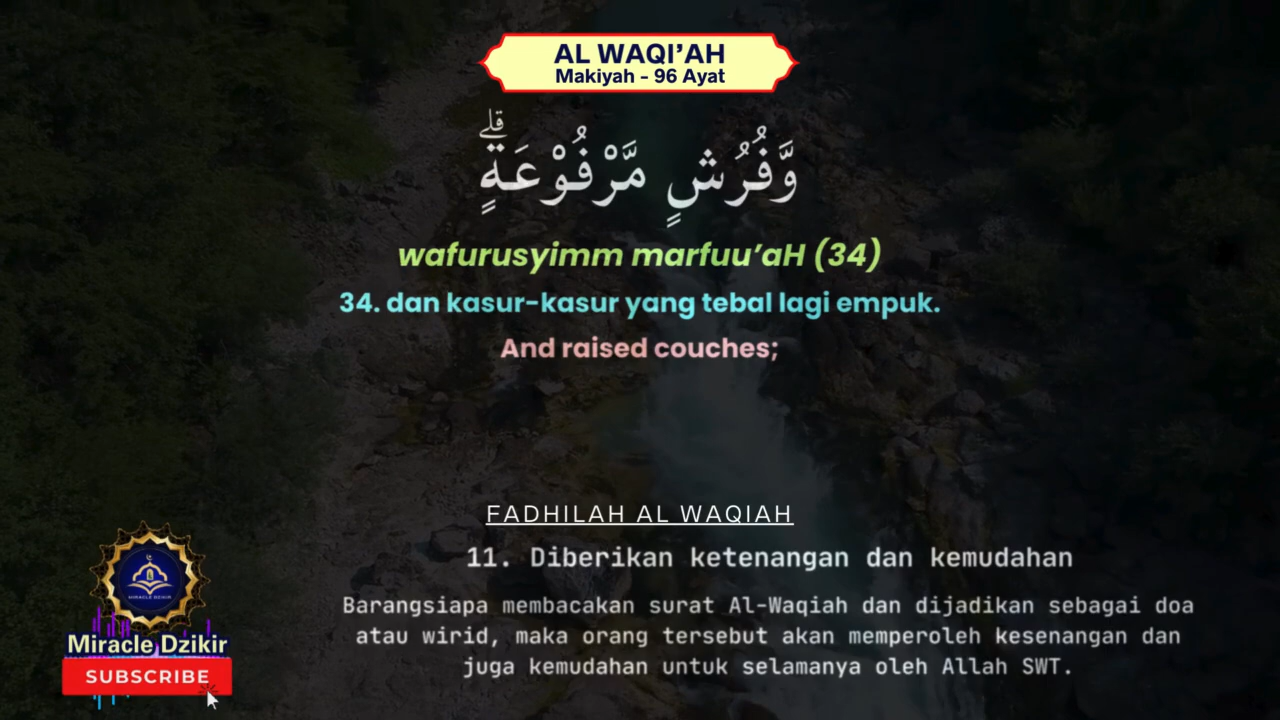 AL WAQI’AH
Makiyah - 96 Ayat
وَّفُرُشٍ مَّرْفُوْعَةٍۗ
wafurusyimm marfuu’aH (34)
34. dan kasur-kasur yang tebal lagi empuk.
And raised couches;
FADHILAH AL WAQIAH
11. Diberikan ketenangan dan kemudahan
Barangsiapa membacakan surat Al-Waqiah dan dijadikan sebagai doa
atau wirid, maka orang tersebut akan memperoleh kesenangan dan
juga kemudahan untuk selamanya oleh Allah SWT.
MIRACLE DZIKIR
Miracle Dzikir
SUBSCRIBE